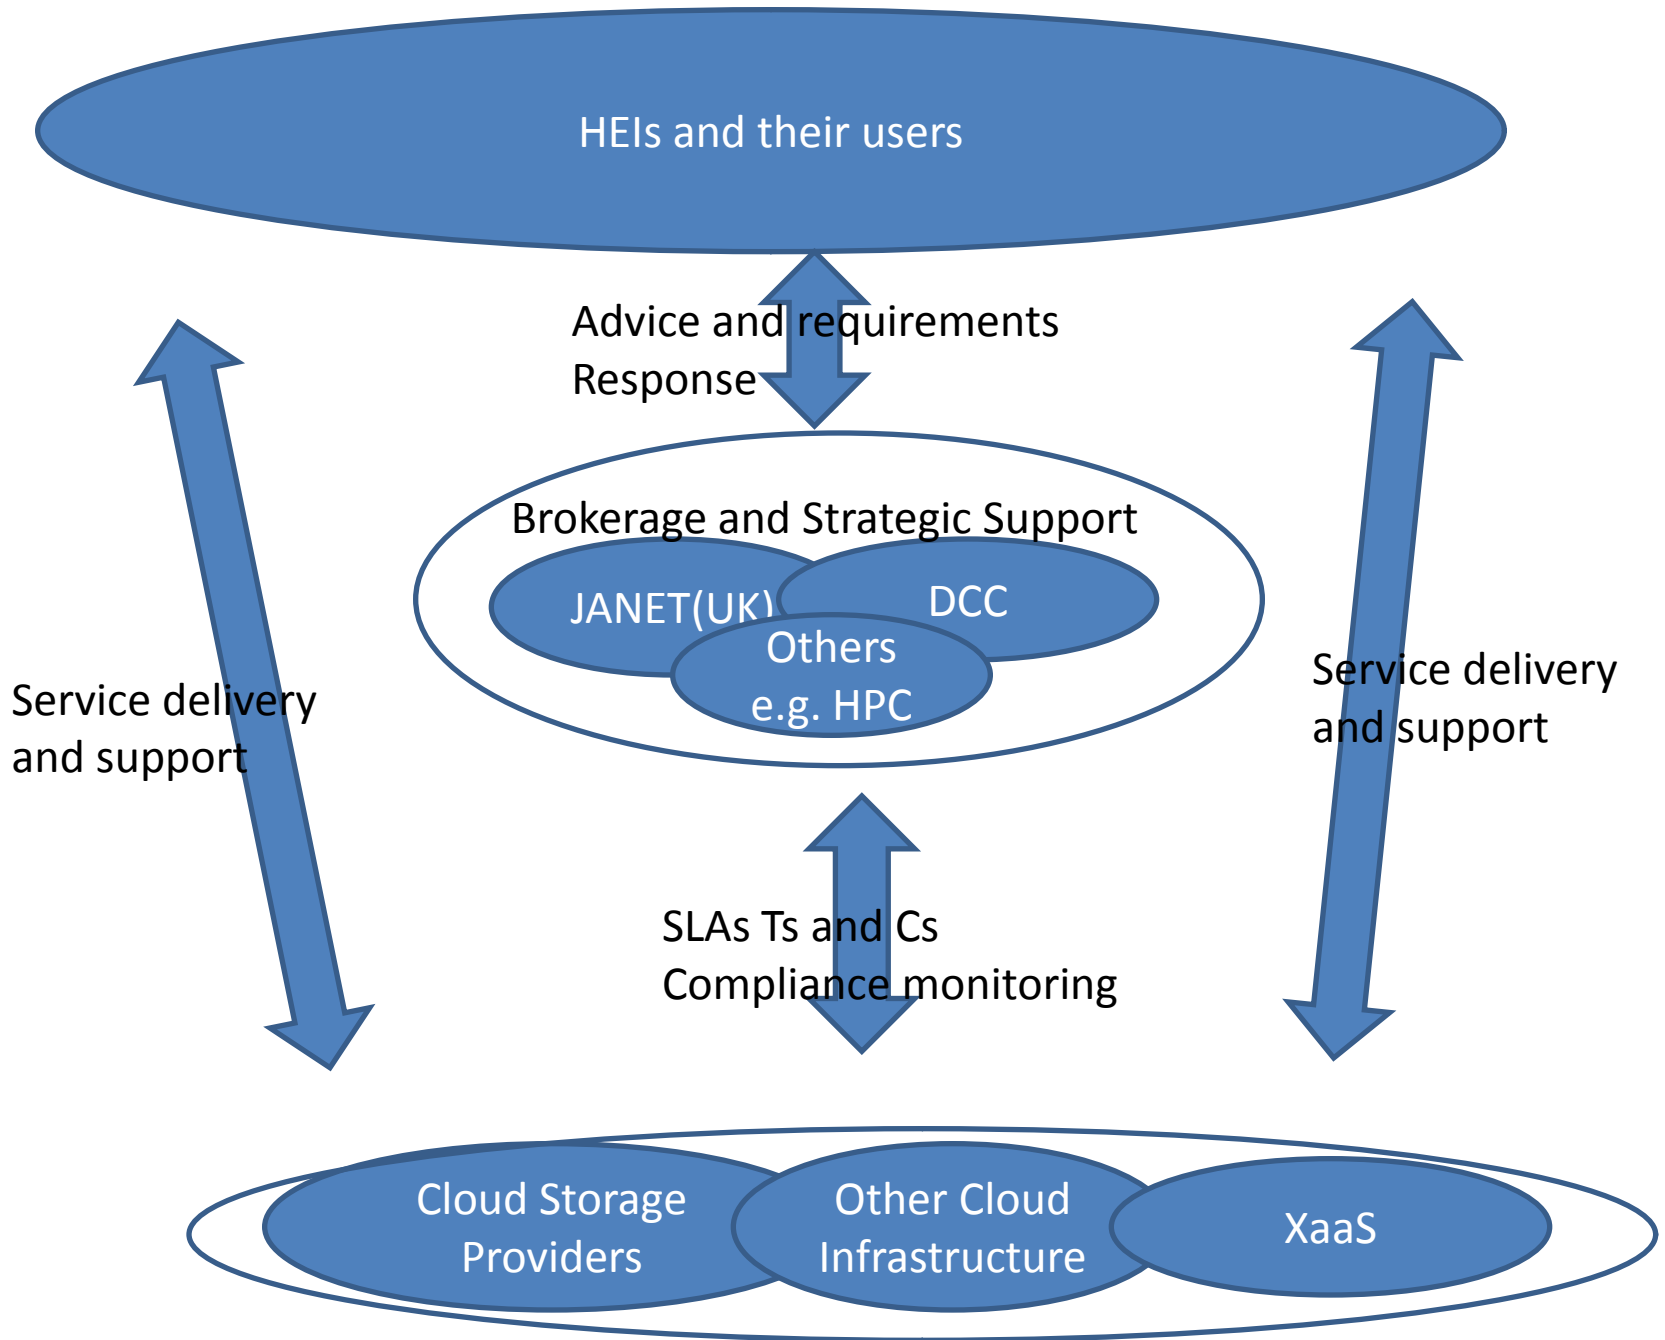 HEIs and their users
Advice and requirements
Response
Brokerage and Strategic Support
JANET(UK)
DCC
Others
e.g. HPC
Service delivery
and support
Service delivery
and support
SLAs Ts and Cs
Compliance monitoring
Cloud Storage
Providers
Other Cloud
Infrastructure
XaaS